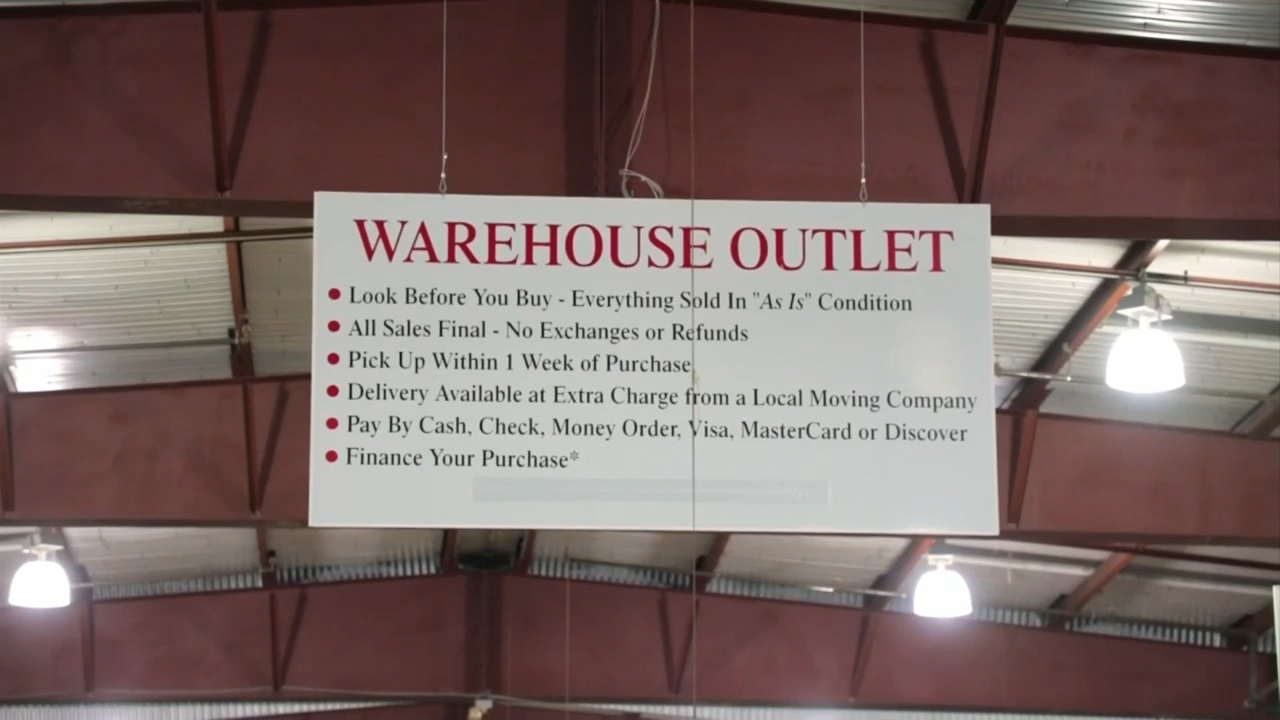 WAREHOUSE OUTLET
● Look Before You Buy - Everything Sold In "As Is" Condition
● All Sales Final - No Exchanges or Refunds
● Pick Up Within 1 Week of Purchase
● Delivery Available at Extra Charge from a Local Moving Company
● Pay By Cash, Check, Money Order, Visa, MasterCard or Discover
● Finance Your Purchase*